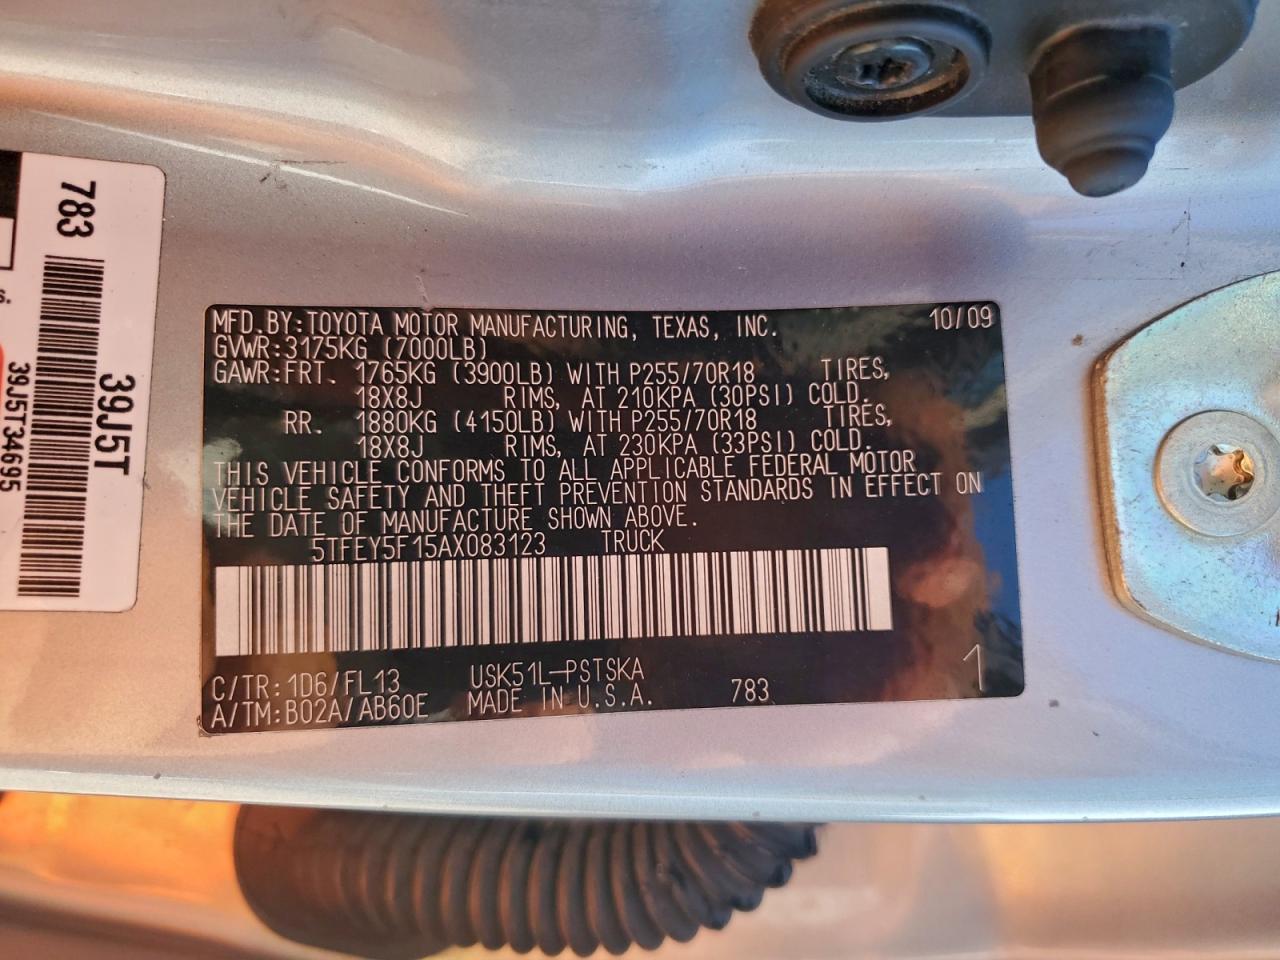 MFD.BY:TOYOTA MOTOR MANUFACTURING, TEXAS, INC. 10/09
GVWR:3175KG (7000LB)
GAWR:FRT. 1765KG (3900LB) WITH P255/70R18 TIRES,
18X8J RIMS, AT 210KPA (30PSI) COLD.
RR. 1880KG (4150LB) WITH P255/70R18 TIRES,
18X8J RIMS, AT 230KPA (33PSI) COLD.
THIS VEHICLE CONFORMS TO ALL APPLICABLE FEDERAL MOTOR
VEHICLE SAFETY AND THEFT PREVENTION STANDARDS IN EFFECT ON
THE DATE OF MANUFACTURE SHOWN ABOVE.
5TFEY5F15AX083123 TRUCK
C/TR:1D6/FL13 USK51L-PSTSKA
A/TM:B02A/AB60E MADE IN U.S.A. 783 1
783
39J5T
39J5T34695